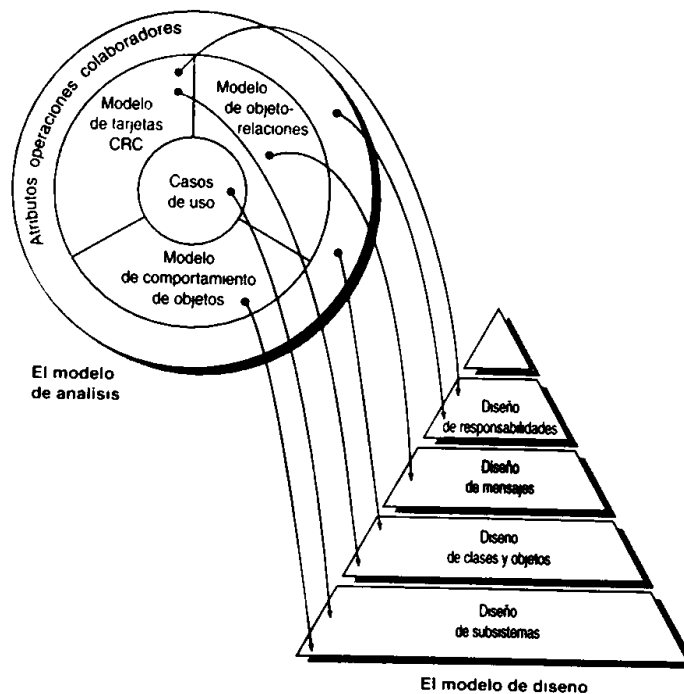 Atributos operaciones colaboradores
Modelo
de tarjetas
CRC
Modelo
de objeto-
relaciones
Casos
de uso
Modelo
de comportamiento
de objetos
El modelo
de analisis
Diseño
de responsabilidades
Diseño
de mensajes
Diseno
de clases y objetos
Diseño
de subsistemas
El modelo de diseno